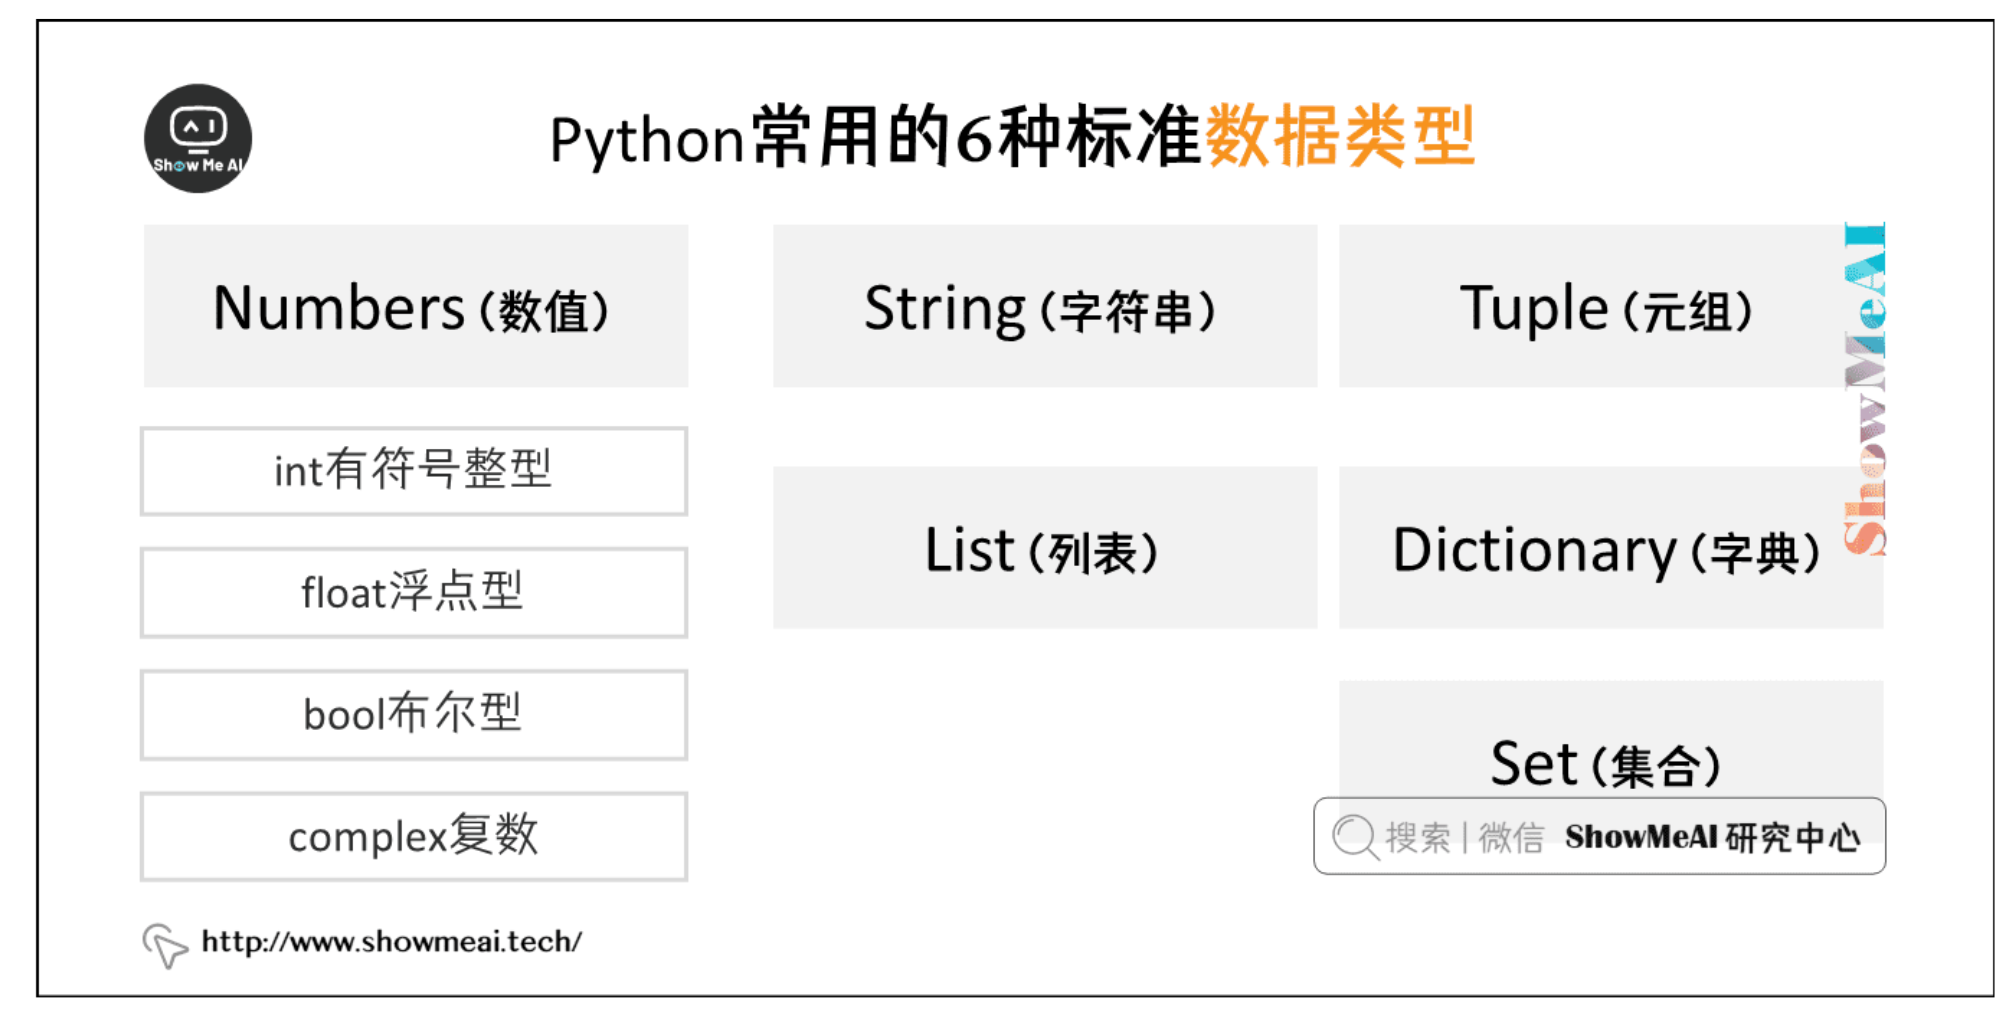 Show Me AI
Python常用的6种标准数据类型
Numbers（数值）
String（字符串）
Tuple（元组）
int有符号整型
float浮点型
bool布尔型
complex复数
List（列表）
Dictionary（字典）
Set（集合）
ShowMeAI
搜索 | 微信 ShowMeAI 研究中心
http://www.showmeai.tech/